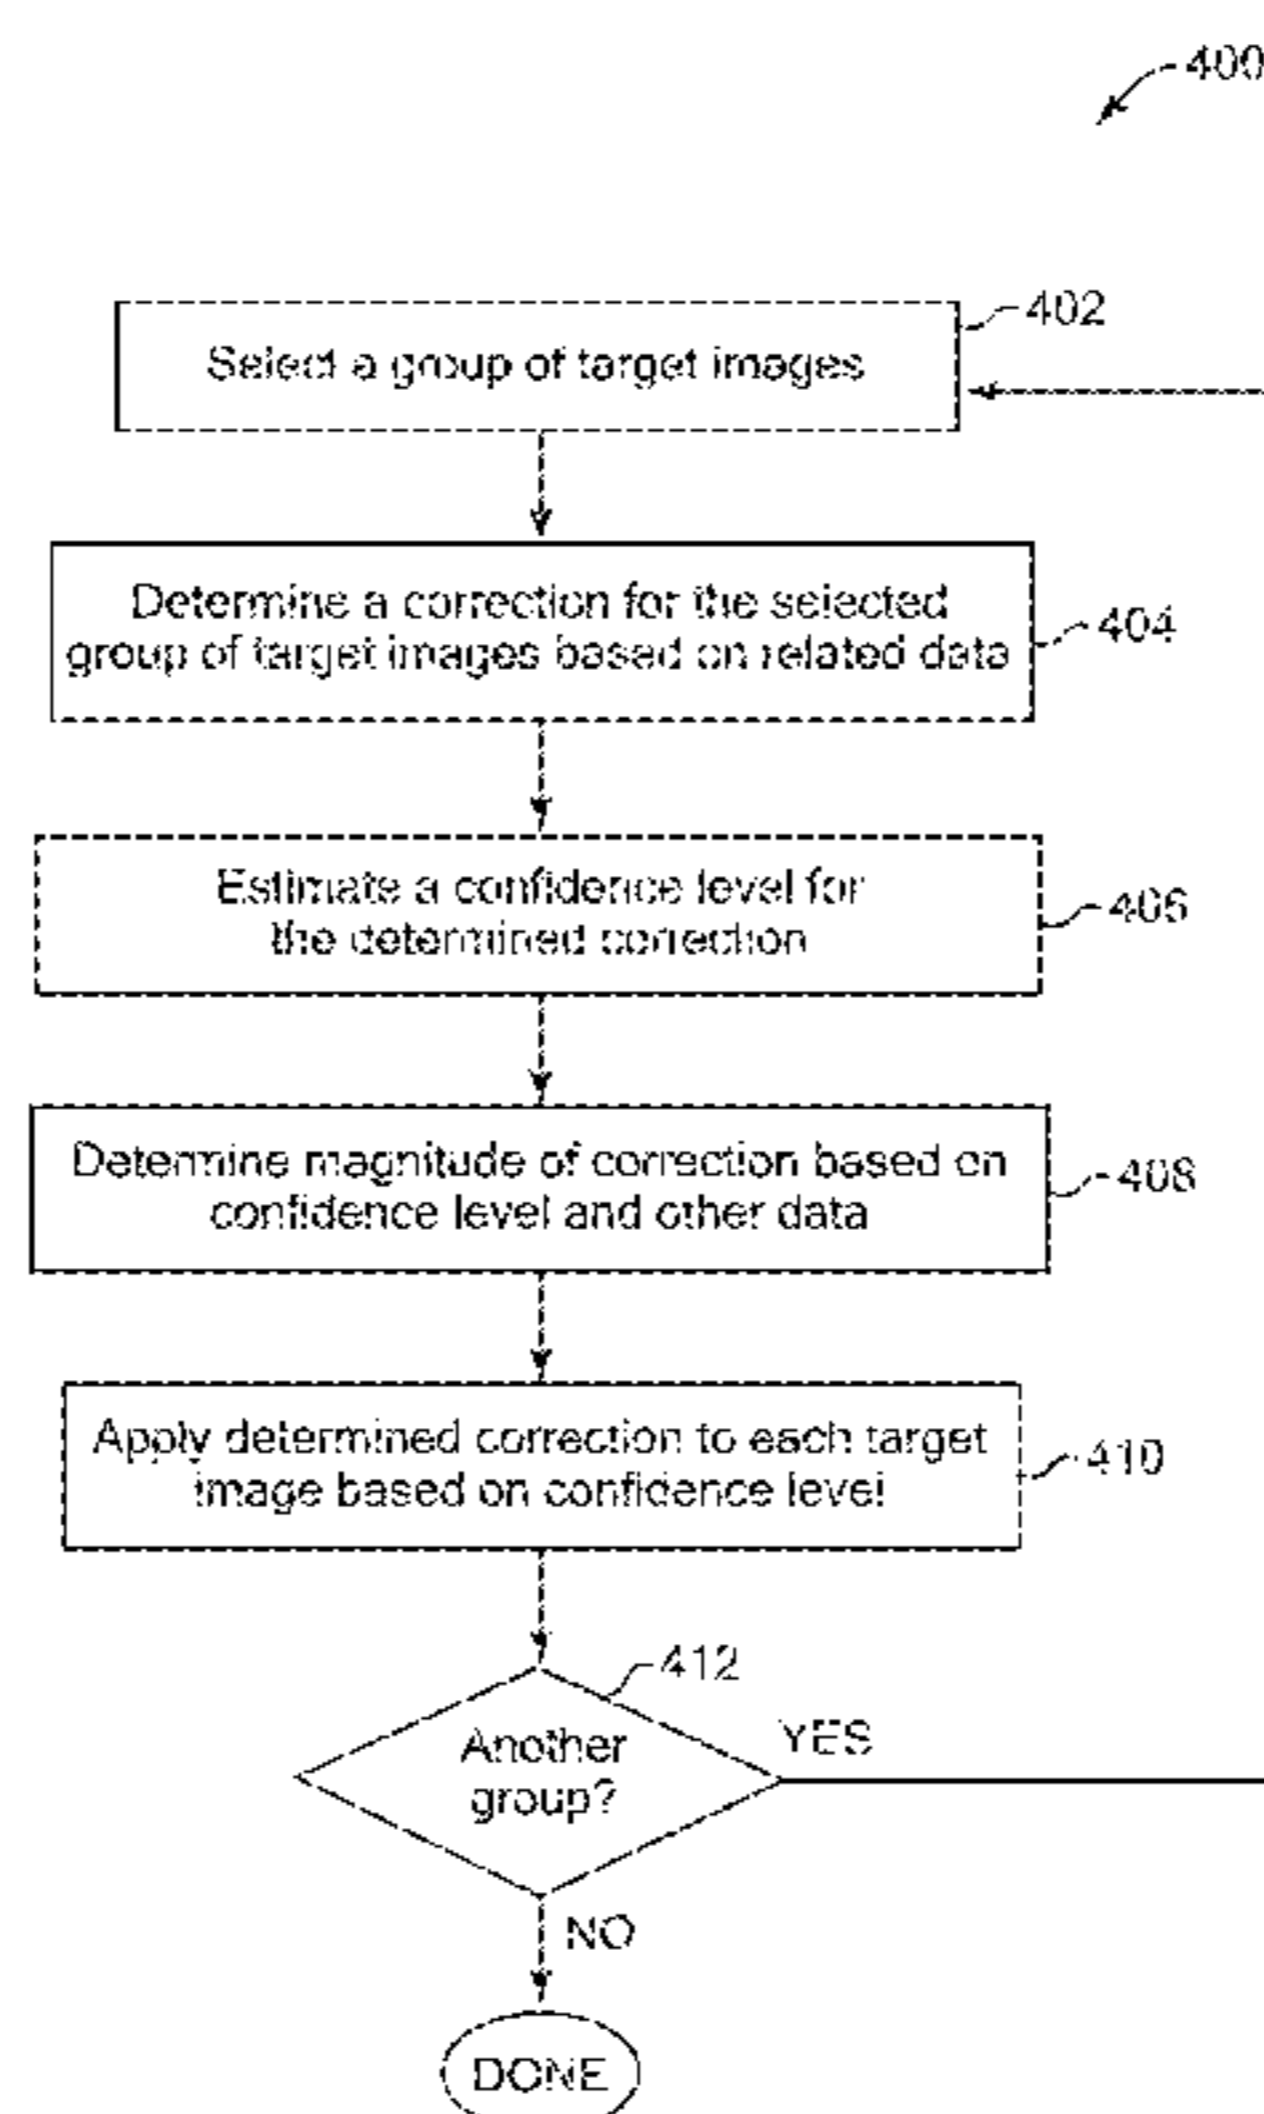 400
402
Select a group of target images
Determine a correction for the selected
group of target images based on related data
404
Estimate a confidence level for
the determined correction
406
Determine magnitude of correction based on
confidence level and other data
408
Apply determined correction to each target
image based on confidence level
410
412
Another
group?
YES
NO
DONE